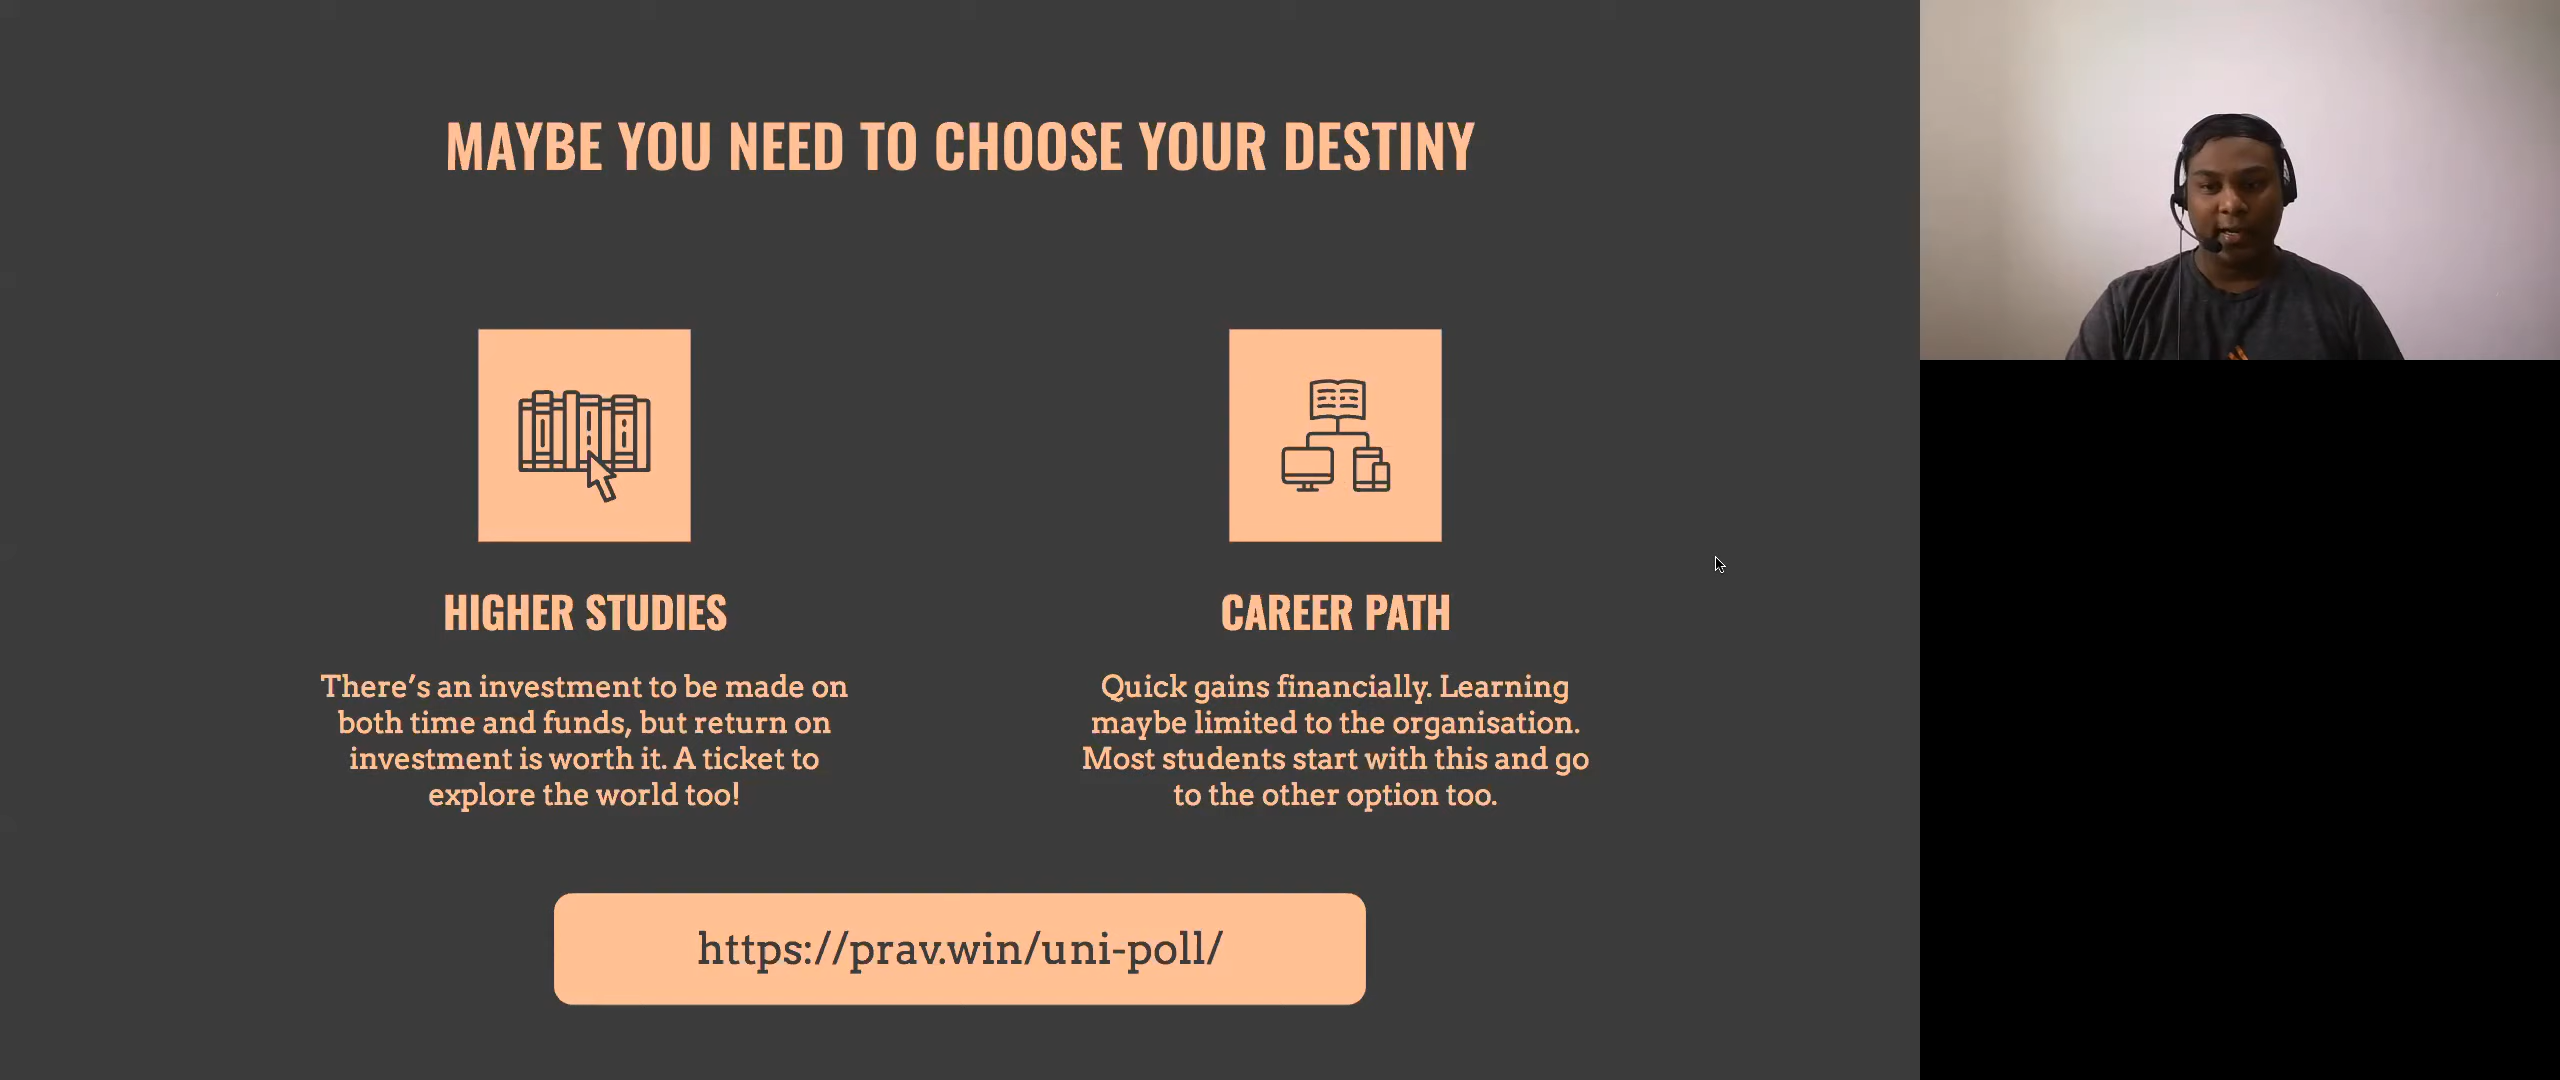 MAYBE YOU NEED TO CHOOSE YOUR DESTINY
HIGHER STUDIES
There’s an investment to be made on
both time and funds, but return on
investment is worth it. A ticket to
explore the world too!
CAREER PATH
Quick gains financially. Learning
maybe limited to the organisation.
Most students start with this and go
to the other option too.
https://prav.win/uni-poll/